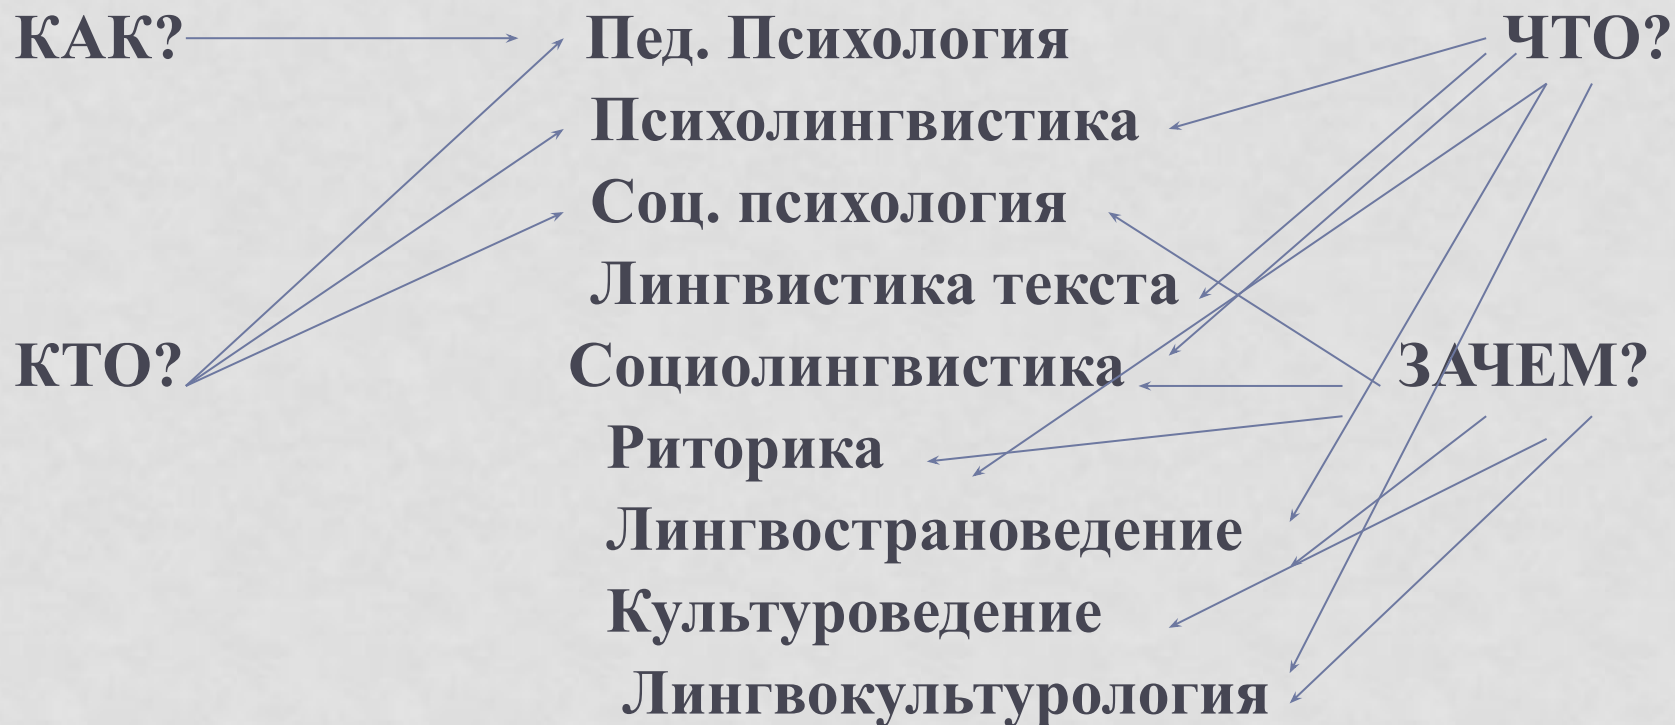 КАК? Пед. Психология ЧТО?
Психолингвистика
Соц. психология
Лингвистика текста
КТО? Социолингвистика ЗАЧЕМ?
Риторика
Лингвострановедение
Культуроведение
Лингвокультурология